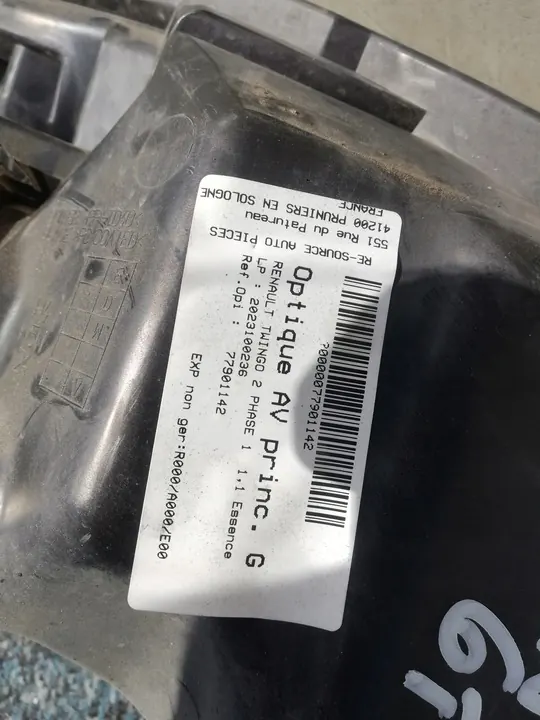 RE-SOURCE AUTO PIECES
551 Rue du Patureau
41200 PRUNIERS EN SOLOGNE
FRANCE
?0000077901142
Optique AV princ. G
RENAULT TWINGO 2 PHASE 1 1,1 Essence
LP : 2023100236
Ref.Opi : 77901142
EXP non ger:R000/A000/E00